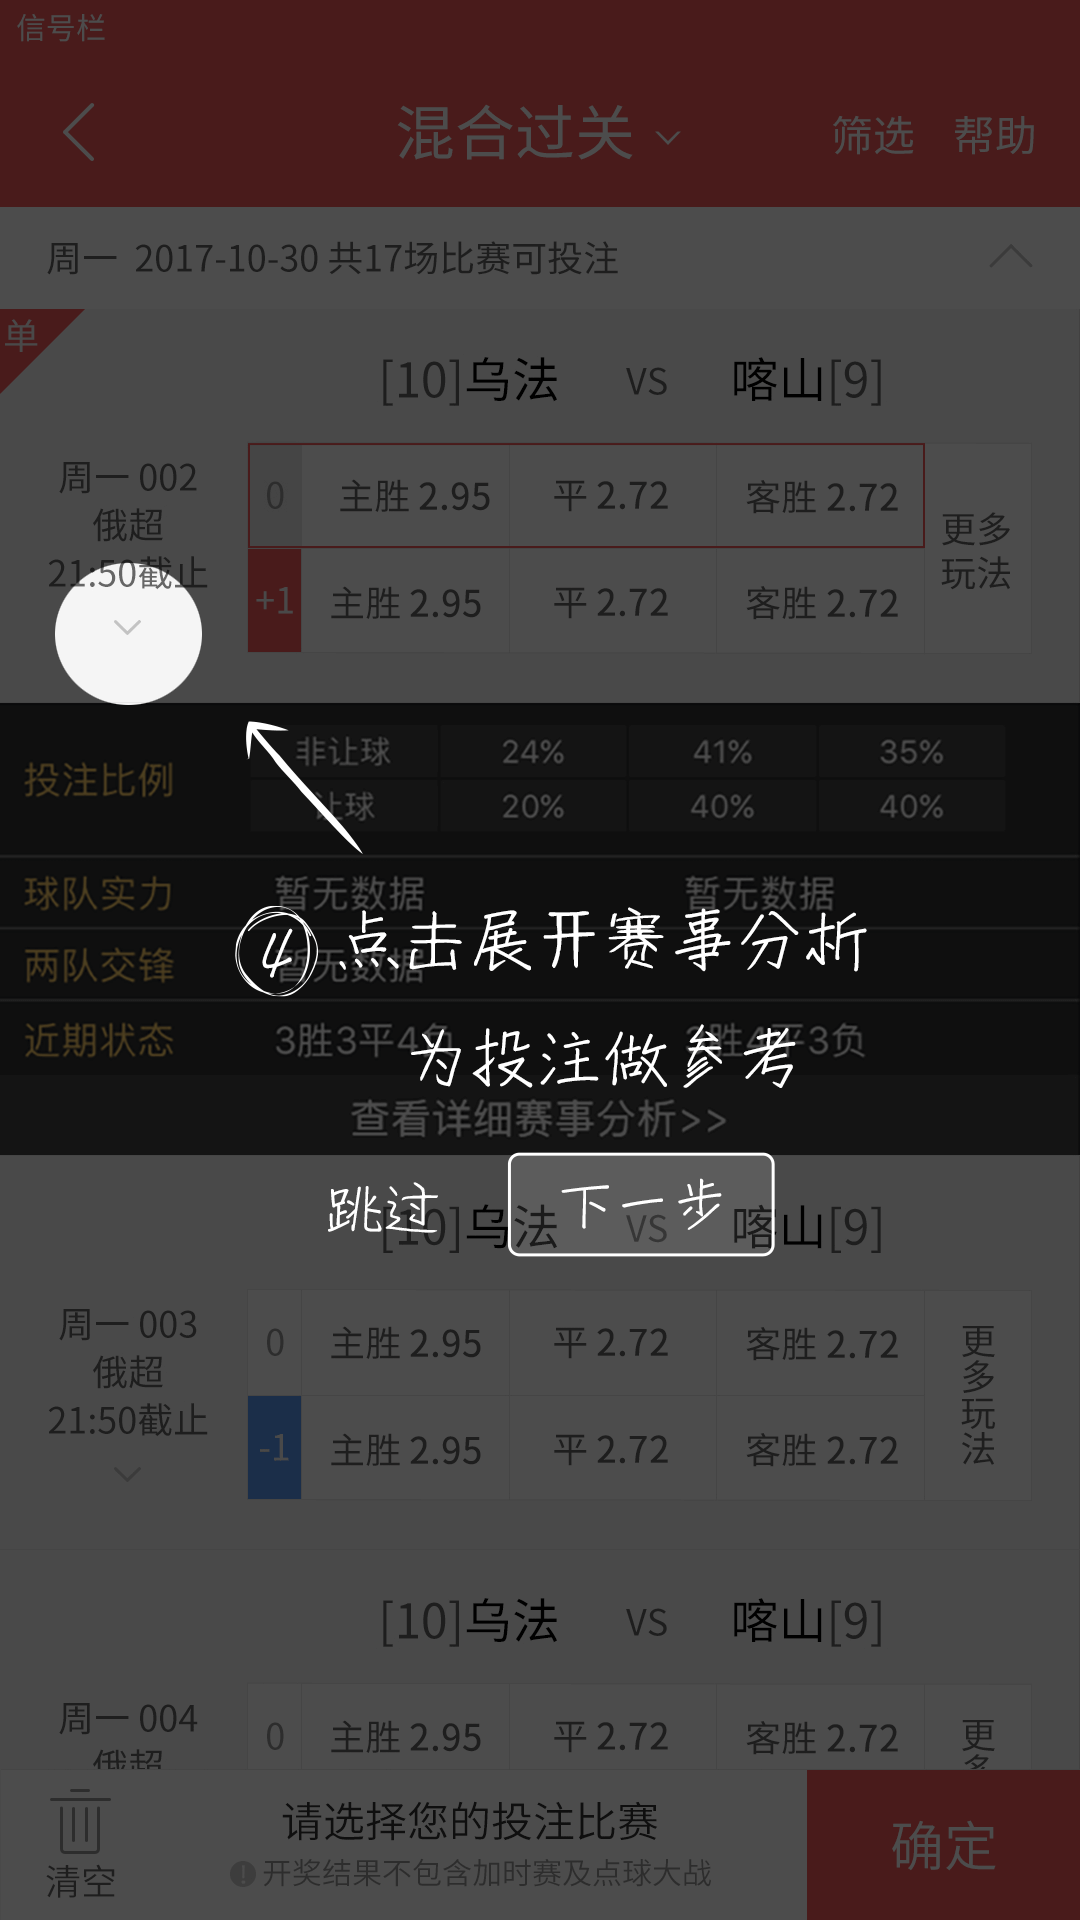 信号栏
混合过关 筛选 帮助
周一 2017-10-30 共17场比赛可投注
单
[10]乌法 VS 喀山[9]
周一 002
俄超
21:50截止
0 主胜 2.95 平 2.72 客胜 2.72
+1 主胜 2.95 平 2.72 客胜 2.72
更多
玩法
投注比例
非让球 24% 41% 35%
让球 20% 40% 40%
球队实力 暂无数据 暂无数据
④ 点击展开赛事分析
两队交锋 暂无数据
近期状态 3胜3平4负 3胜4平3负
为投注做参考
查看详细赛事分析>>
跳过 下一步
[10]乌法 VS 喀山[9]
周一 003
俄超
21:50截止
0 主胜 2.95 平 2.72 客胜 2.72
-1 主胜 2.95 平 2.72 客胜 2.72
更
多
玩
法
[10]乌法 VS 喀山[9]
周一 004
俄超
0 主胜 2.95 平 2.72 客胜 2.72
更
多
清空
请选择您的投注比赛
开奖结果不包含加时赛及点球大战
确定